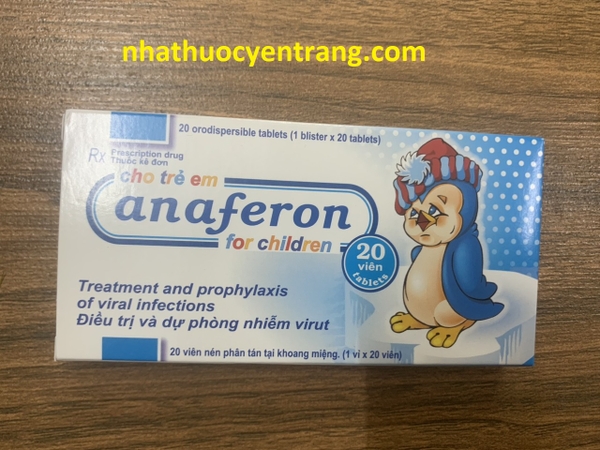 nhathuocyentrang.com
20 orodispersible tablets (1 blister x 20 tablets)
Rx Prescription drug
Thuốc kê đơn
cho trẻ em
anaferon
for children
20
viên
tablets
Treatment and prophylaxis
of viral infections
Điều trị và dự phòng nhiễm virut
20 viên nén phân tán tại khoang miệng. (1 vỉ x 20 viên)